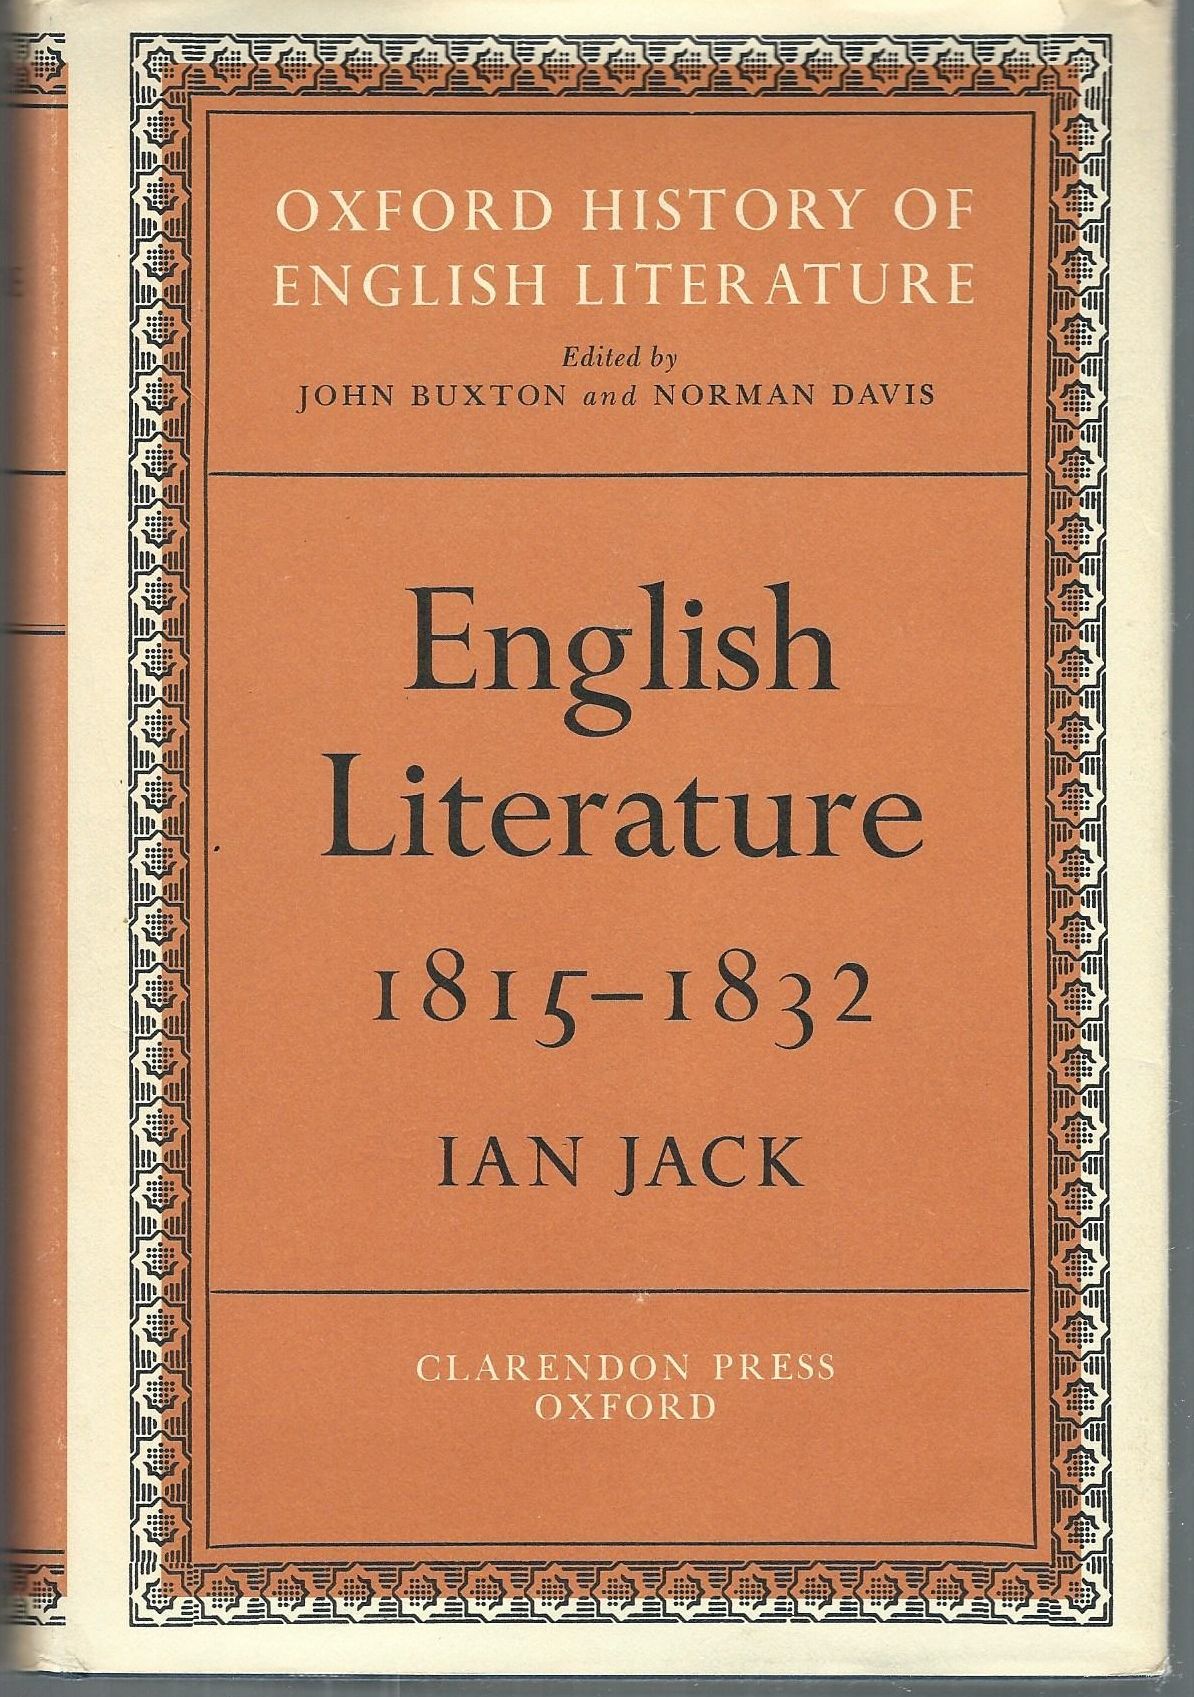 OXFORD HISTORY OF
ENGLISH LITERATURE
Edited by
JOHN BUXTON and NORMAN DAVIS
English
Literature
1815–1832
IAN JACK
CLARENDON PRESS
OXFORD